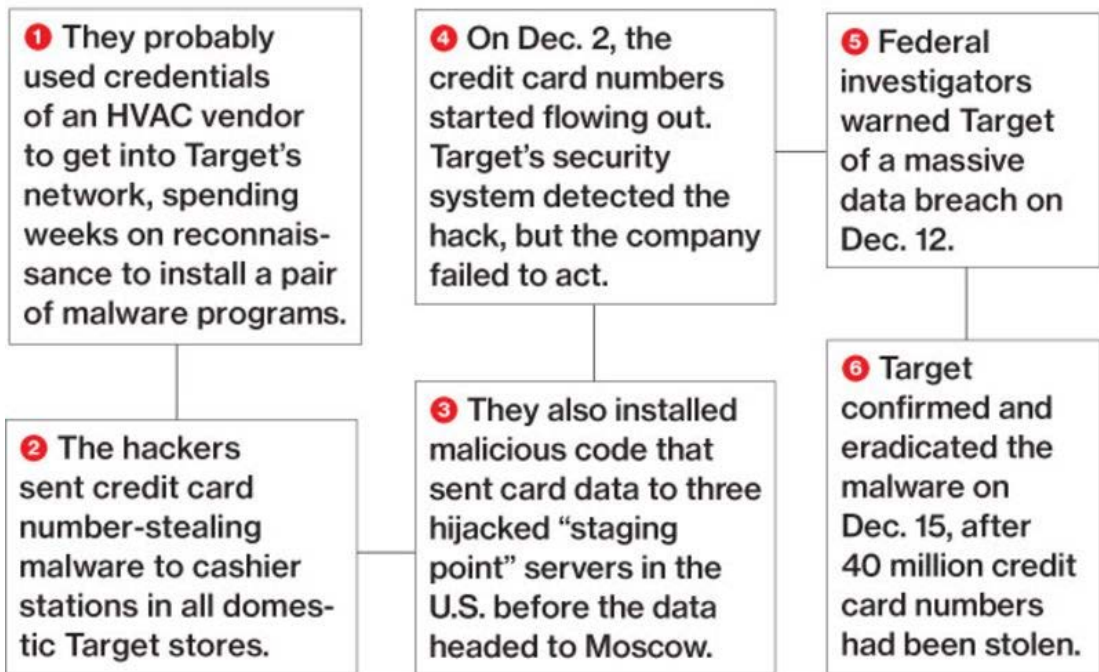 1 They probably
used credentials
of an HVAC vendor
to get into Target's
network, spending
weeks on reconnais-
sance to install a pair
of malware programs.
2 The hackers
sent credit card
number-stealing
malware to cashier
stations in all domes-
tic Target stores.
3 They also installed
malicious code that
sent card data to three
hijacked “staging
point” servers in the
U.S. before the data
headed to Moscow.
4 On Dec. 2, the
credit card numbers
started flowing out.
Target's security
system detected the
hack, but the company
failed to act.
5 Federal
investigators
warned Target
of a massive
data breach on
Dec. 12.
6 Target
confirmed and
eradicated the
malware on
Dec. 15, after
40 million credit
card numbers
had been stolen.